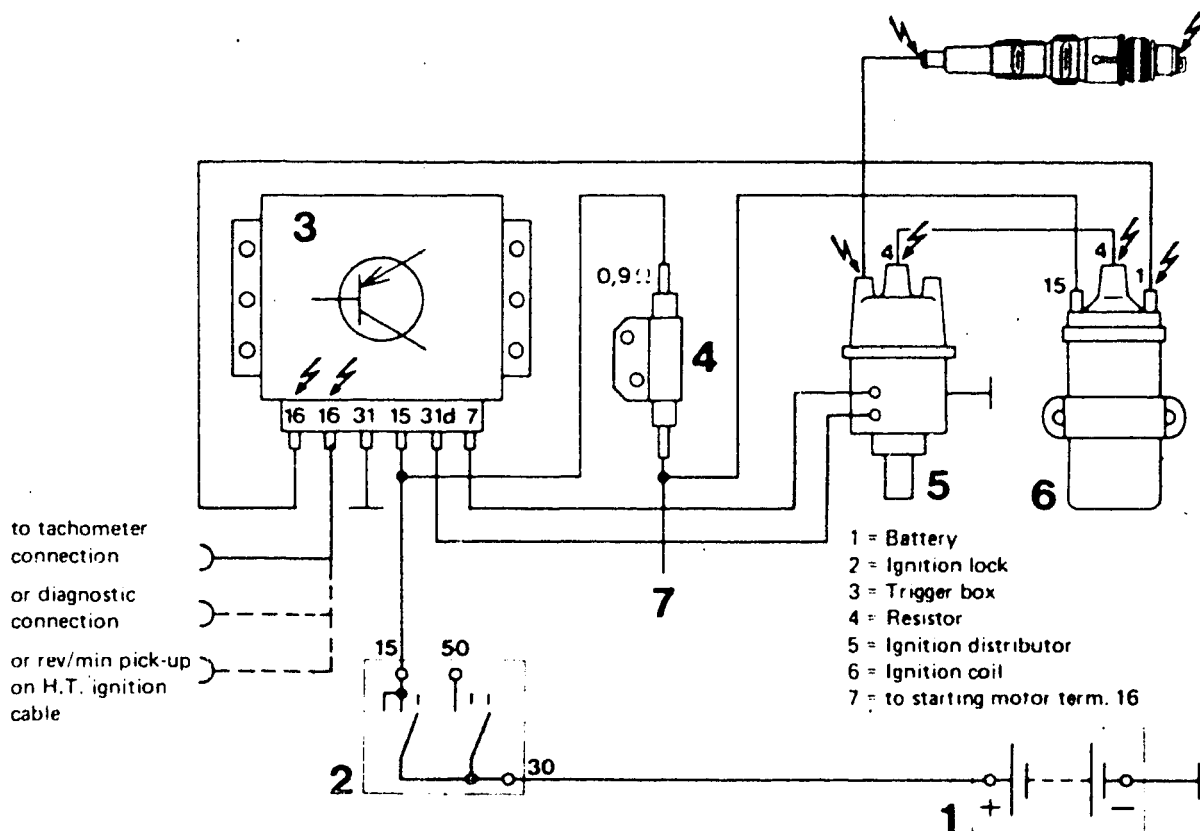 3
0,9 Ω
4
4
4
15
1
16 16 31 15 31d 7
5
6
to tachometer
connection
or diagnostic
connection
or rev/min pick-up
on H.T. ignition
cable
7
1 = Battery
2 = Ignition lock
3 = Trigger box
4 = Resistor
5 = Ignition distributor
6 = Ignition coil
7 = to starting motor term. 16
15 50
2
30
1
+ −